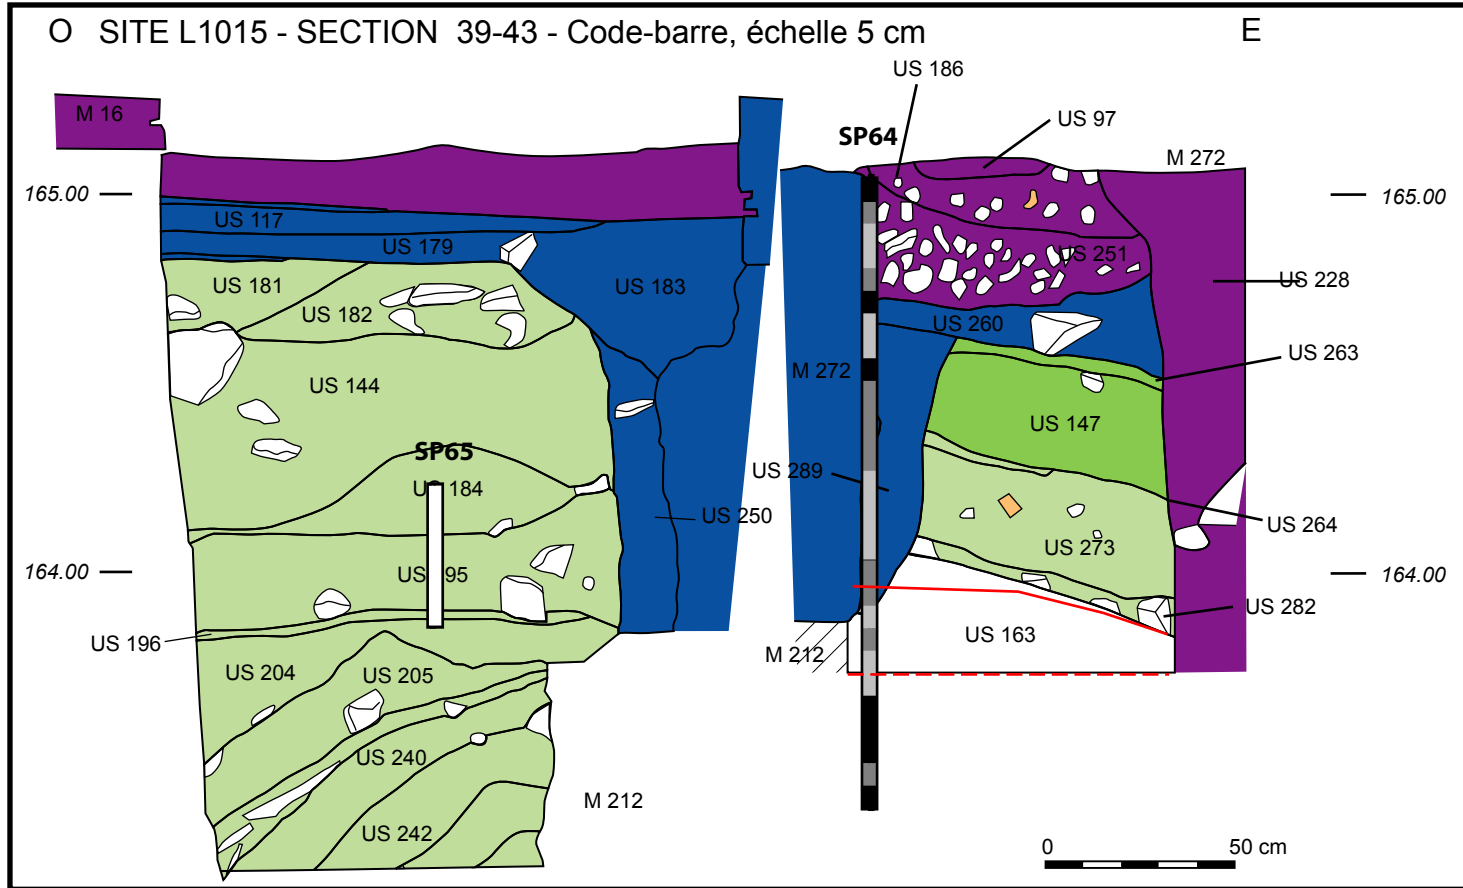 O SITE L1015 - SECTION 39-43 - Code-barre, échelle 5 cm E
US 186
M 16
US 97
SP64
M 272
165.00
165.00
US 117
US 179
US 251
US 181
US 183
US 228
US 182
US 260
US 263
M 272
US 144
US 147
SP65
US 289
US 184
US 250
US 264
US 273
164.00
US 195
164.00
US 282
US 196
US 163
M 212
US 204
US 205
US 240
M 212
US 242
0 50 cm